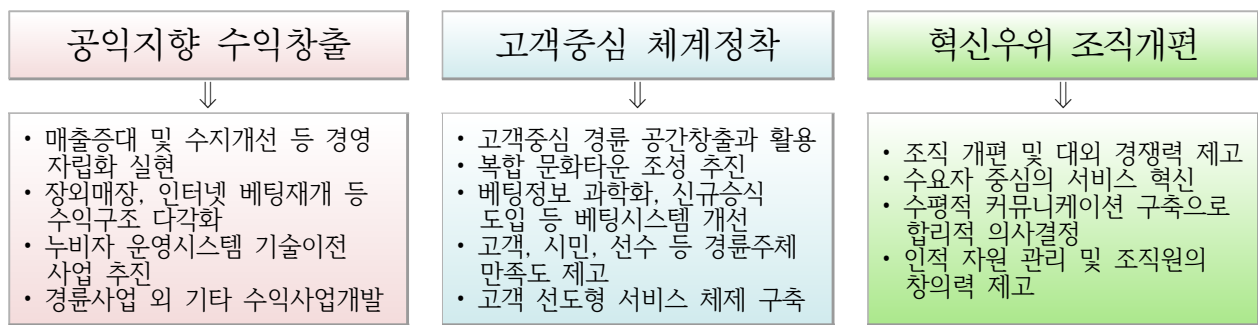 공익지향 수익창출
⇓
• 매출증대 및 수지개선 등 경영
자립화 실현
• 장외매장, 인터넷 베팅재개 등
수익구조 다각화
• 누비자 운영시스템 기술이전
사업 추진
• 경륜사업 외 기타 수익사업개발
고객중심 체계정착
⇓
• 고객중심 경륜 공간창출과 활용
• 복합 문화타운 조성 추진
• 베팅정보 과학화, 신규승식
도입 등 베팅시스템 개선
• 고객, 시민, 선수 등 경륜주체
만족도 제고
• 고객 선도형 서비스 체제 구축
혁신우위 조직개편
⇓
• 조직 개편 및 대외 경쟁력 제고
• 수요자 중심의 서비스 혁신
• 수평적 커뮤니케이션 구축으로
합리적 의사결정
• 인적 자원 관리 및 조직원의
창의력 제고